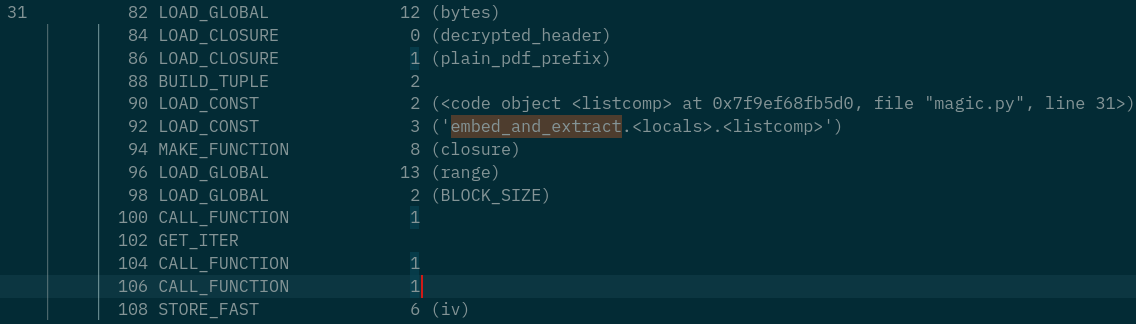 31 82 LOAD_GLOBAL 12 (bytes)
84 LOAD_CLOSURE 0 (decrypted_header)
86 LOAD_CLOSURE 1 (plain_pdf_prefix)
88 BUILD_TUPLE 2
90 LOAD_CONST 2 (<code object <listcomp> at 0x7f9ef68fb5d0, file "magic.py", line 31>)
92 LOAD_CONST 3 ('embed_and_extract.<locals>.<listcomp>')
94 MAKE_FUNCTION 8 (closure)
96 LOAD_GLOBAL 13 (range)
98 LOAD_GLOBAL 2 (BLOCK_SIZE)
100 CALL_FUNCTION 1
102 GET_ITER
104 CALL_FUNCTION 1
106 CALL_FUNCTION 1
108 STORE_FAST 6 (iv)